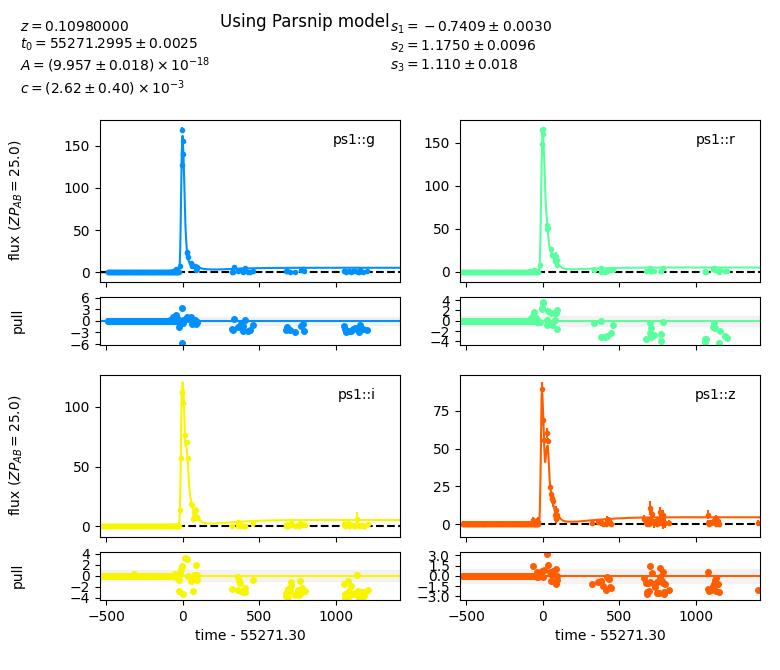 Using Parsnip model
z = 0.10980000
t₀ = 55271.2995 ± 0.0025
A = (9.957 ± 0.018) × 10⁻¹⁸
c = (2.62 ± 0.40) × 10⁻³
s₁ = −0.7409 ± 0.0030
s₂ = 1.1750 ± 0.0096
s₃ = 1.110 ± 0.018
flux (ZP_AB = 25.0)
150
100
50
0
ps1::g
150
100
50
0
ps1::r
pull
6
3
0
−3
−6
4
2
0
−2
−4
flux (ZP_AB = 25.0)
100
50
0
ps1::i
75
50
25
0
ps1::z
pull
4
2
0
−2
−4
3.0
1.5
0.0
−1.5
−3.0
−500 0 500 1000
time - 55271.30
−500 0 500 1000
time - 55271.30